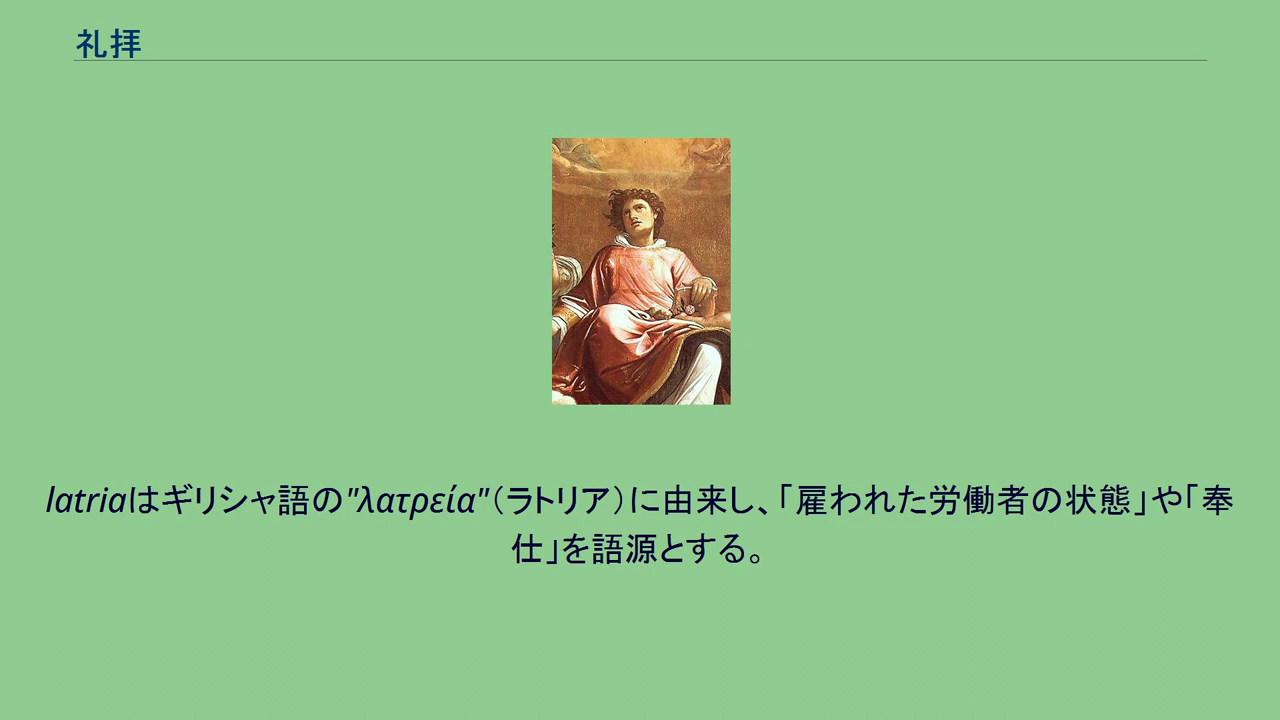 礼拝
latriaはギリシャ語の"λατρεία"（ラトリア）に由来し、「雇われた労働者の状態」や「奉
仕」を語源とする。